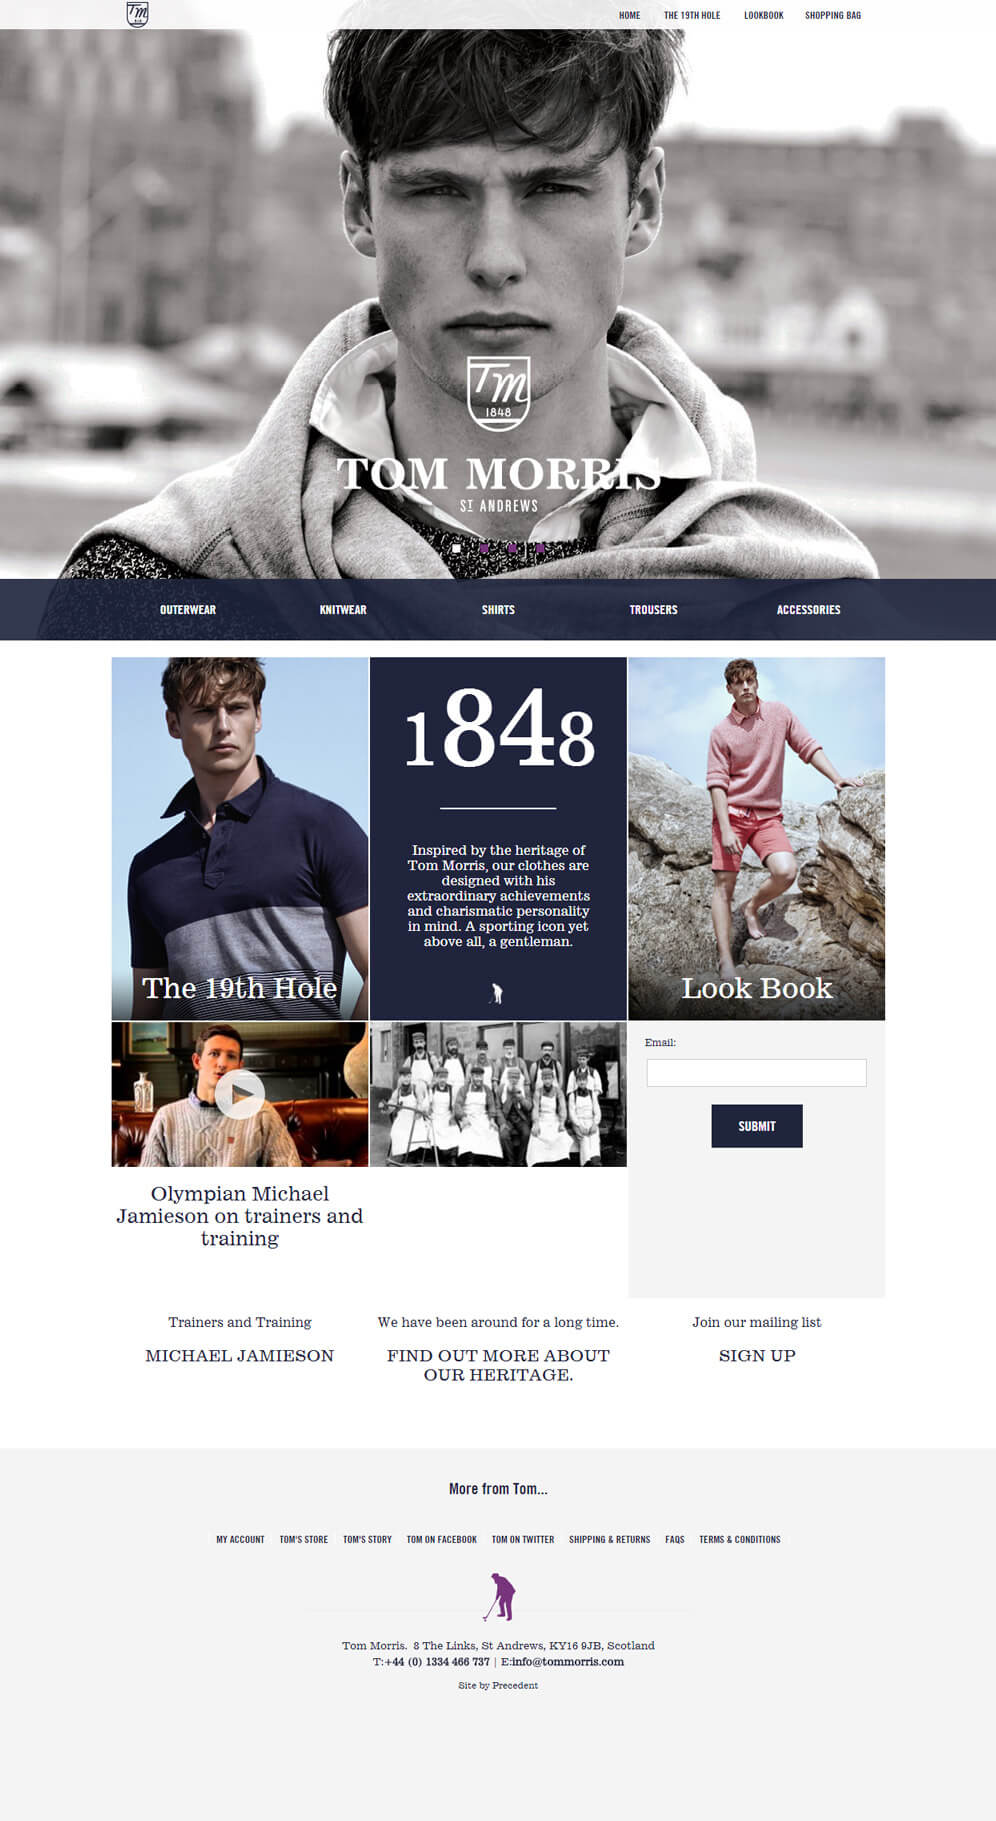 TM
HOME THE 19TH HOLE LOOKBOOK SHOPPING BAG
TM
1848
TOM MORRIS
ST ANDREWS
OUTERWEAR KNITWEAR SHIRTS TROUSERS ACCESSORIES
1848
Inspired by the heritage of
Tom Morris, our clothes are
designed with his
extraordinary achievements
and charismatic personality
in mind. A sporting icon yet
above all, a gentleman.
The 19th Hole
Look Book
Email:
SUBMIT
Olympian Michael
Jamieson on trainers and
training
Trainers and Training
MICHAEL JAMIESON
We have been around for a long time.
FIND OUT MORE ABOUT
OUR HERITAGE.
Join our mailing list
SIGN UP
More from Tom...
MY ACCOUNT TOM'S STORE TOM'S STORY TOM ON FACEBOOK TOM ON TWITTER SHIPPING & RETURNS FAQS TERMS & CONDITIONS
Tom Morris. 8 The Links, St Andrews, KY16 9JB, Scotland
T:+44 (0) 1334 466 737 | E:info@tommorris.com
Site by Precedent